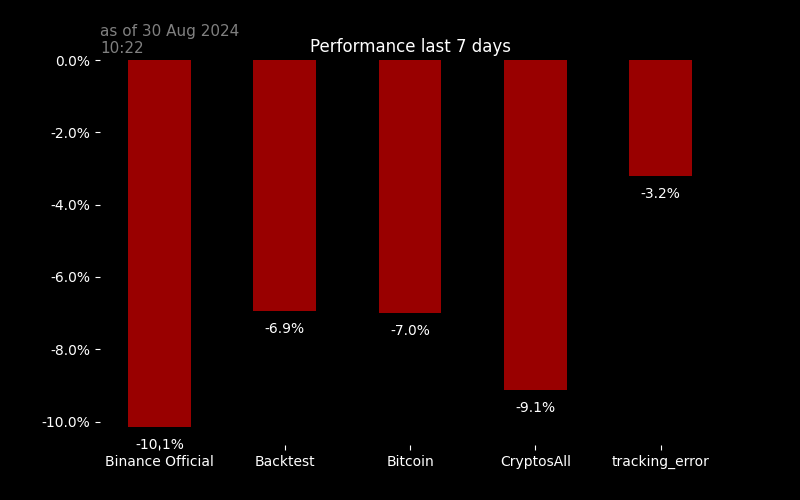 as of 30 Aug 2024
10:22
Performance last 7 days
0.0%
-2.0%
-4.0%
-6.0%
-8.0%
-10.0%
-10.1%
-6.9%
-7.0%
-9.1%
-3.2%
Binance Official
Backtest
Bitcoin
CryptosAll
tracking_error